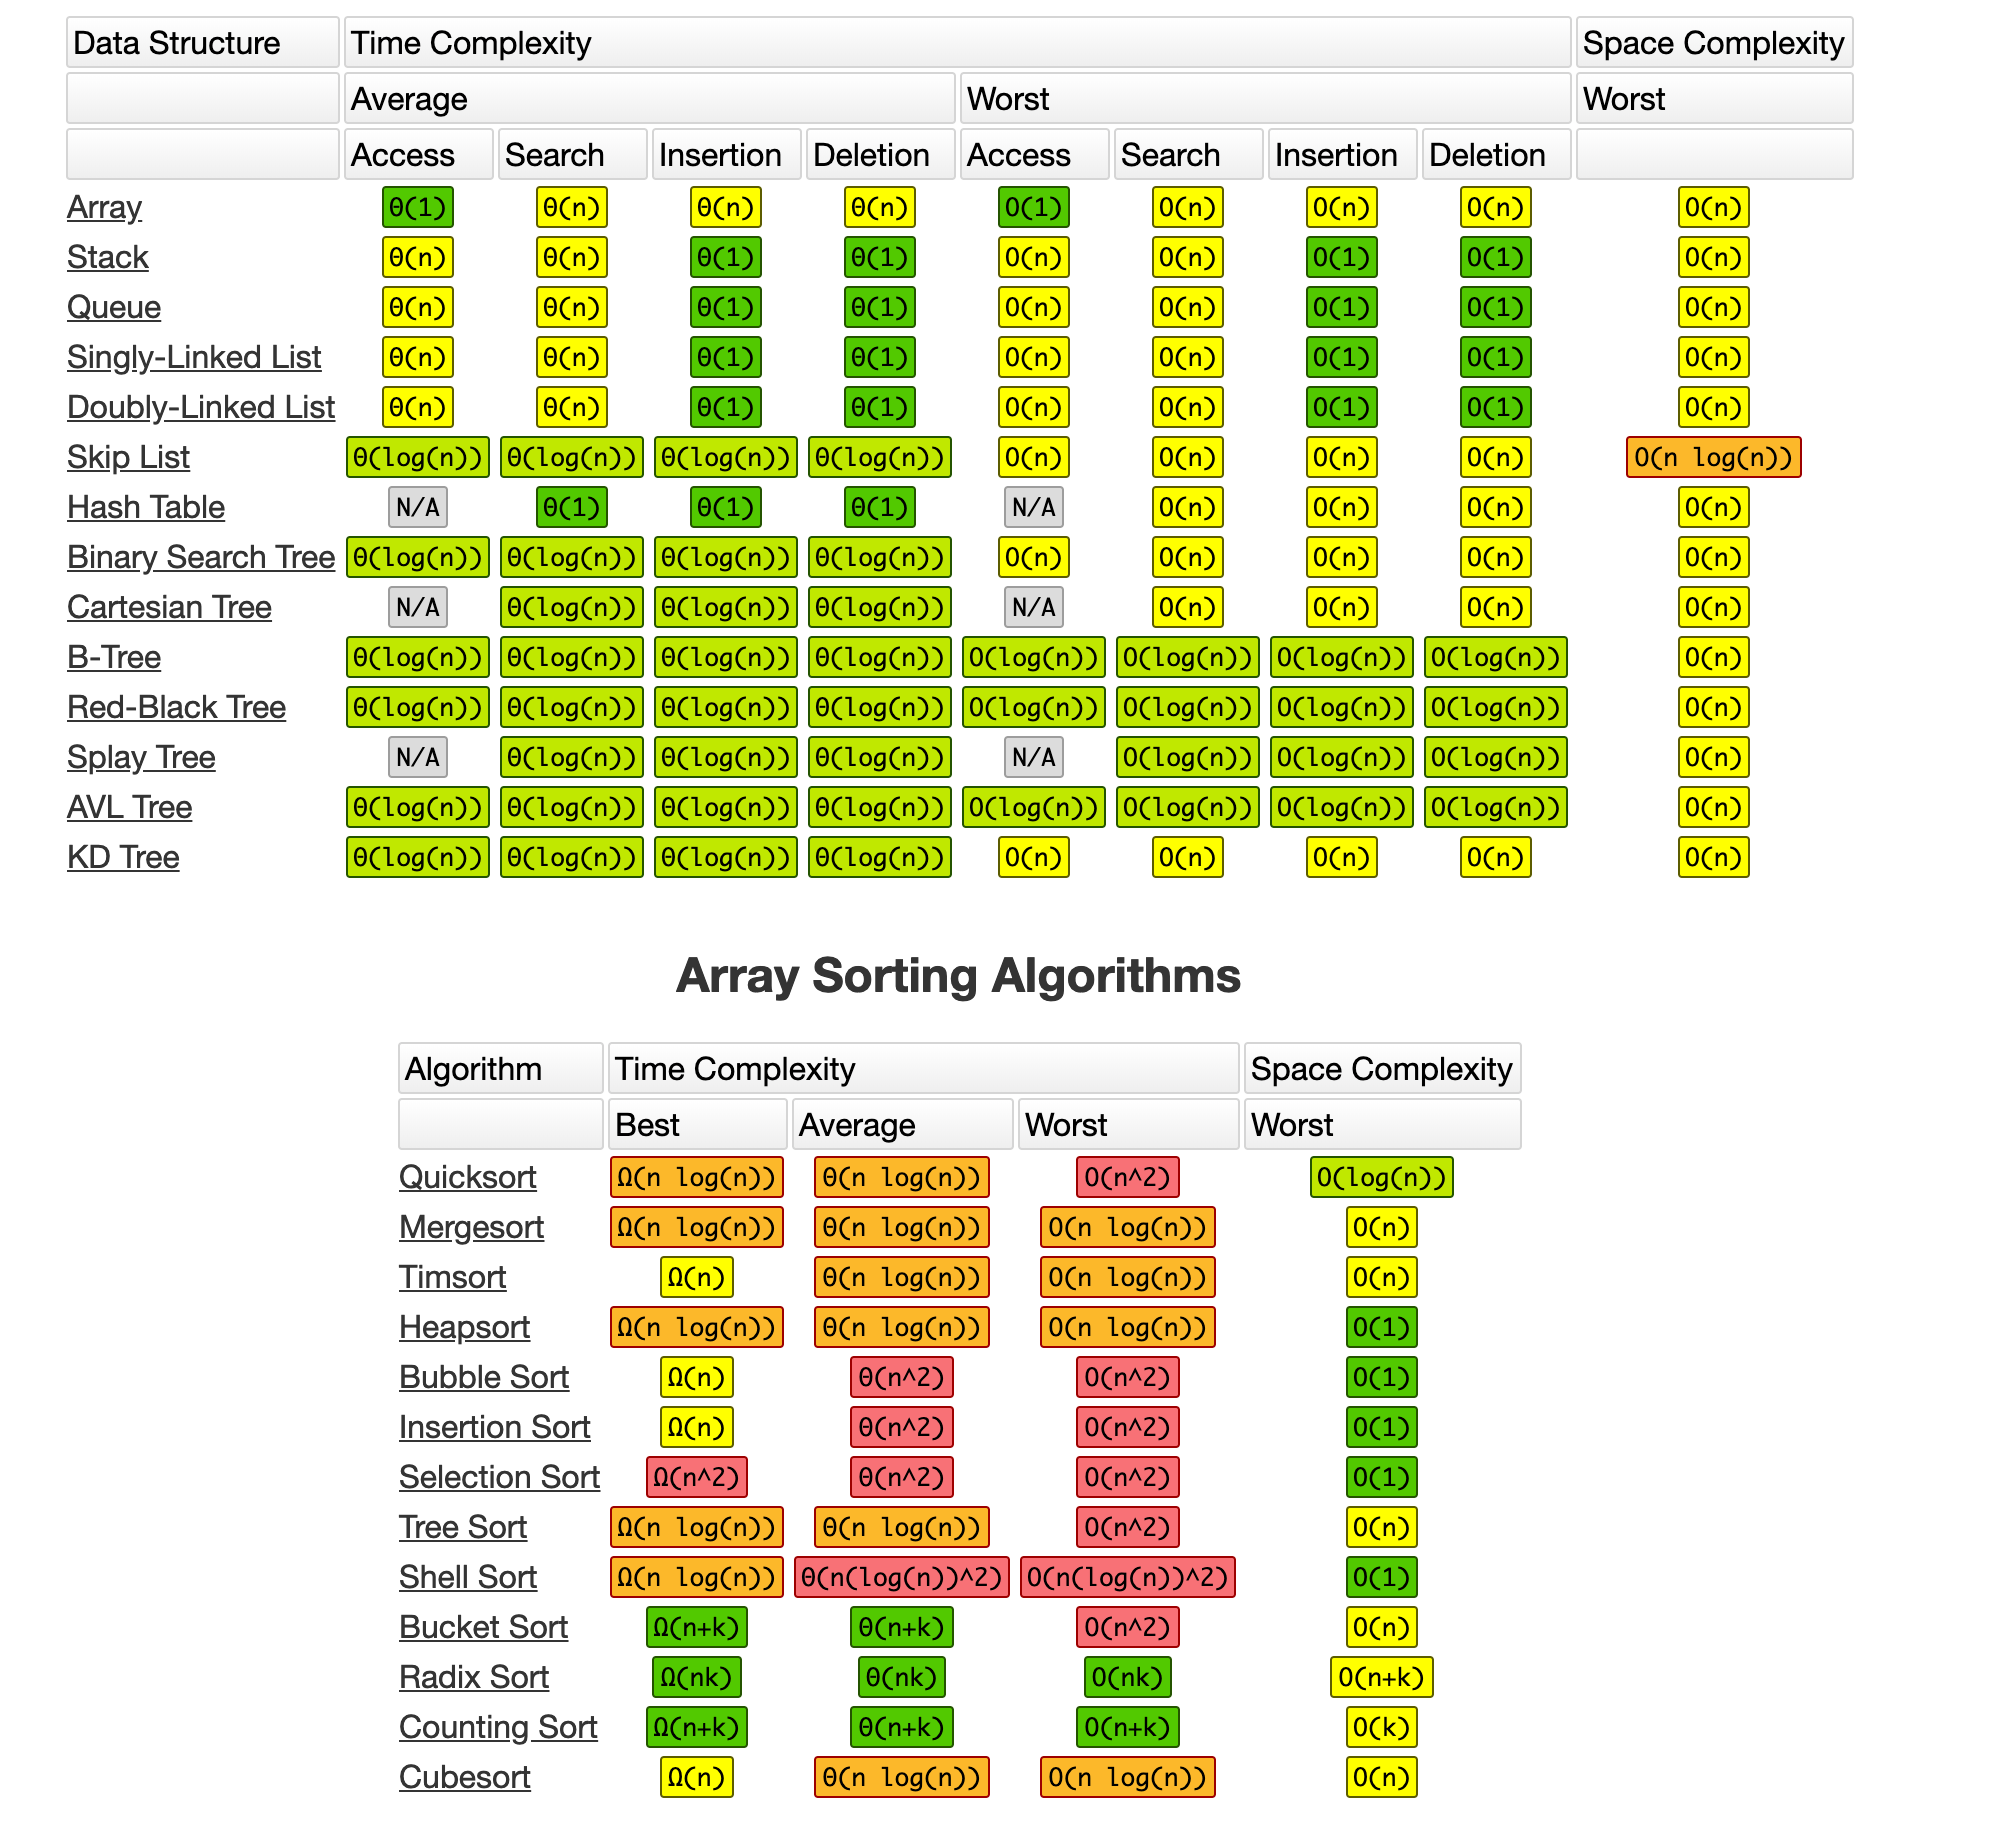 Data Structure Time Complexity Space Complexity
Average Worst Worst
Access Search Insertion Deletion Access Search Insertion Deletion
Array Θ(1) Θ(n) Θ(n) Θ(n) O(1) O(n) O(n) O(n) O(n)
Stack Θ(n) Θ(n) Θ(1) Θ(1) O(n) O(n) O(1) O(1) O(n)
Queue Θ(n) Θ(n) Θ(1) Θ(1) O(n) O(n) O(1) O(1) O(n)
Singly-Linked List Θ(n) Θ(n) Θ(1) Θ(1) O(n) O(n) O(1) O(1) O(n)
Doubly-Linked List Θ(n) Θ(n) Θ(1) Θ(1) O(n) O(n) O(1) O(1) O(n)
Skip List Θ(log(n)) Θ(log(n)) Θ(log(n)) Θ(log(n)) O(n) O(n) O(n) O(n) O(n log(n))
Hash Table N/A Θ(1) Θ(1) Θ(1) N/A O(n) O(n) O(n) O(n)
Binary Search Tree Θ(log(n)) Θ(log(n)) Θ(log(n)) Θ(log(n)) O(n) O(n) O(n) O(n) O(n)
Cartesian Tree N/A Θ(log(n)) Θ(log(n)) Θ(log(n)) N/A O(n) O(n) O(n) O(n)
B-Tree Θ(log(n)) Θ(log(n)) Θ(log(n)) Θ(log(n)) O(log(n)) O(log(n)) O(log(n)) O(log(n)) O(n)
Red-Black Tree Θ(log(n)) Θ(log(n)) Θ(log(n)) Θ(log(n)) O(log(n)) O(log(n)) O(log(n)) O(log(n)) O(n)
Splay Tree N/A Θ(log(n)) Θ(log(n)) Θ(log(n)) N/A O(log(n)) O(log(n)) O(log(n)) O(n)
AVL Tree Θ(log(n)) Θ(log(n)) Θ(log(n)) Θ(log(n)) O(log(n)) O(log(n)) O(log(n)) O(log(n)) O(n)
KD Tree Θ(log(n)) Θ(log(n)) Θ(log(n)) Θ(log(n)) O(n) O(n) O(n) O(n) O(n)
Array Sorting Algorithms
Algorithm Time Complexity Space Complexity
Best Average Worst Worst
Quicksort Ω(n log(n)) Θ(n log(n)) O(n^2) O(log(n))
Mergesort Ω(n log(n)) Θ(n log(n)) O(n log(n)) O(n)
Timsort Ω(n) Θ(n log(n)) O(n log(n)) O(n)
Heapsort Ω(n log(n)) Θ(n log(n)) O(n log(n)) O(1)
Bubble Sort Ω(n) Θ(n^2) O(n^2) O(1)
Insertion Sort Ω(n) Θ(n^2) O(n^2) O(1)
Selection Sort Ω(n^2) Θ(n^2) O(n^2) O(1)
Tree Sort Ω(n log(n)) Θ(n log(n)) O(n^2) O(n)
Shell Sort Ω(n log(n)) Θ(n(log(n))^2) O(n(log(n))^2) O(1)
Bucket Sort Ω(n+k) Θ(n+k) O(n^2) O(n)
Radix Sort Ω(nk) Θ(nk) O(nk) O(n+k)
Counting Sort Ω(n+k) Θ(n+k) O(n+k) O(k)
Cubesort Ω(n) Θ(n log(n)) O(n log(n)) O(n)